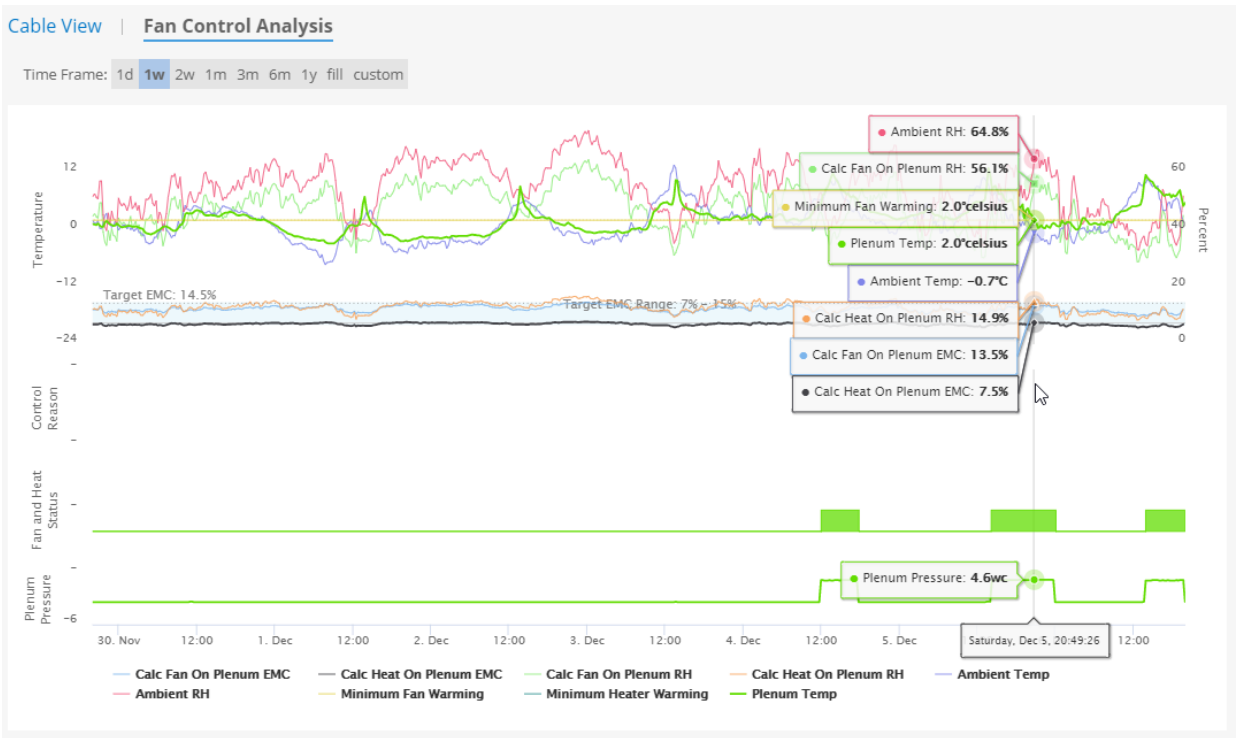 Cable View | Fan Control Analysis
Time Frame: 1d 1w 2w 1m 3m 6m 1y fill custom
Temperature
12
0
−12
−24
Percent
60
40
20
0
Target EMC: 14.5%
Target EMC Range: 7% − 15%
Ambient RH: 64.8%
Calc Fan On Plenum RH: 56.1%
Minimum Fan Warming: 2.0°celsius
Plenum Temp: 2.0°celsius
Ambient Temp: −0.7°C
Calc Heat On Plenum RH: 14.9%
Calc Fan On Plenum EMC: 13.5%
Calc Heat On Plenum EMC: 7.5%
–
Control
Reason
–
Fan and Heat
Status
–
–
Plenum
Pressure
−6
Plenum Pressure: 4.6wc
30. Nov 12:00 1. Dec 12:00 2. Dec 12:00 3. Dec 12:00 4. Dec 12:00 5. Dec Saturday, Dec 5, 20:49:26 12:00
Calc Fan On Plenum EMC Calc Heat On Plenum EMC Calc Fan On Plenum RH Calc Heat On Plenum RH Ambient Temp
Ambient RH Minimum Fan Warming Minimum Heater Warming Plenum Temp